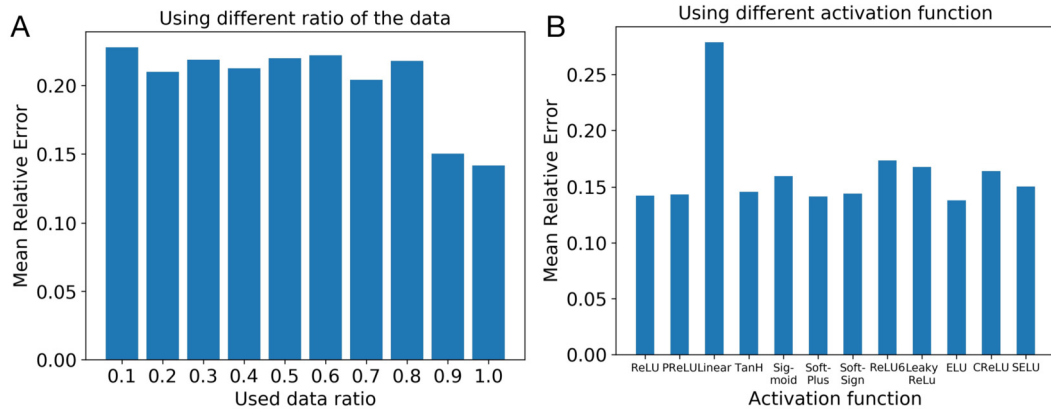 A
Using different ratio of the data
Mean Relative Error
0.20
0.15
0.10
0.05
0.00
0.1 0.2 0.3 0.4 0.5 0.6 0.7 0.8 0.9 1.0
Used data ratio
B
Using different activation function
Mean Relative Error
0.25
0.20
0.15
0.10
0.05
0.00
ReLU PReLU Linear TanH Sig- Soft- Soft- ReLU6 Leaky ELU CReLU SELU
moid Plus Sign ReLu
Activation function